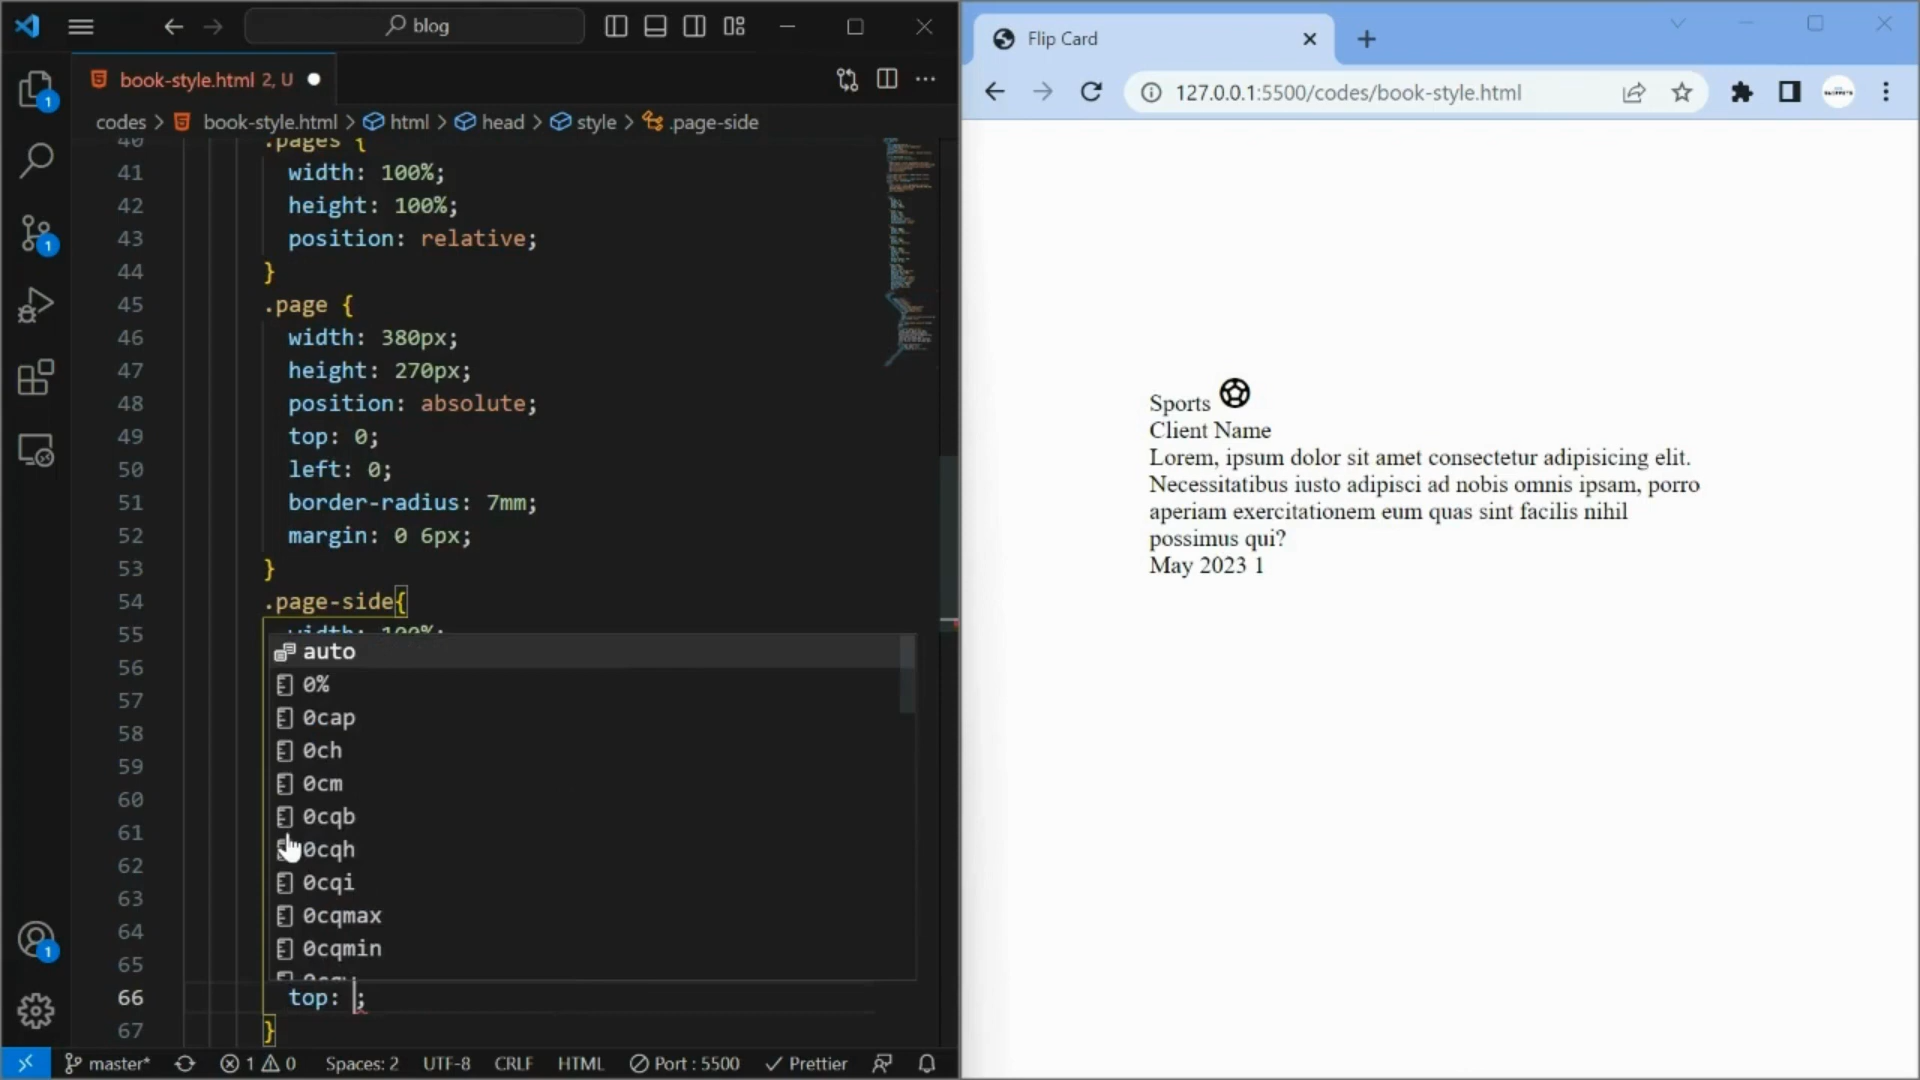 blog
book-style.html 2, U
codes > book-style.html > html > head > style > .page-side
40 .pages {
41 width: 100%;
42 height: 100%;
43 position: relative;
44 }
45 .page {
46 width: 380px;
47 height: 270px;
48 position: absolute;
49 top: 0;
50 left: 0;
51 border-radius: 7mm;
52 margin: 0 6px;
53 }
54 .page-side{
55 width: 100%;
56 auto
57 0%
0cap
58
59 0ch
60 0cm
61 0cqb
62 0cqh
63 0cqi
64 0cqmax
65 0cqmin
66 top: ;
67 }
master* 1 0 Spaces: 2 UTF-8 CRLF HTML Port : 5500 Prettier
Flip Card
127.0.0.1:5500/codes/book-style.html
Sports
Client Name
Lorem, ipsum dolor sit amet consectetur adipisicing elit.
Necessitatibus iusto adipisci ad nobis omnis ipsam, porro
aperiam exercitationem eum quas sint facilis nihil
possimus qui?
May 2023 1